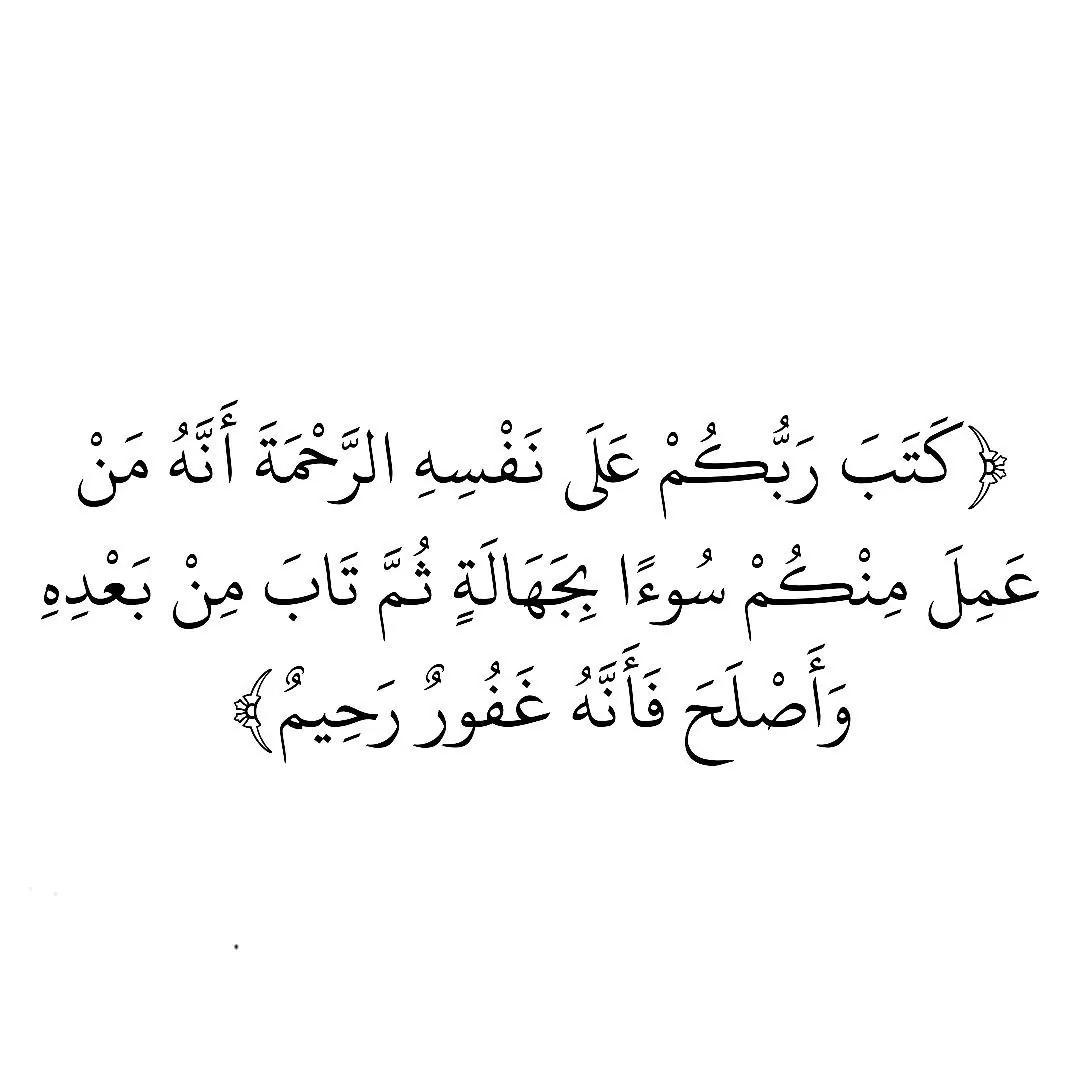 ﴿كَتَبَ رَبُّكُمْ عَلَى نَفْسِهِ الرَّحْمَةَ أَنَّهُ مَنْ
عَمِلَ مِنْكُمْ سُوءًا بِجَهَالَةٍ ثُمَّ تَابَ مِنْ بَعْدِهِ
وَأَصْلَحَ فَأَنَّهُ غَفُورٌ رَحِيمٌ﴾